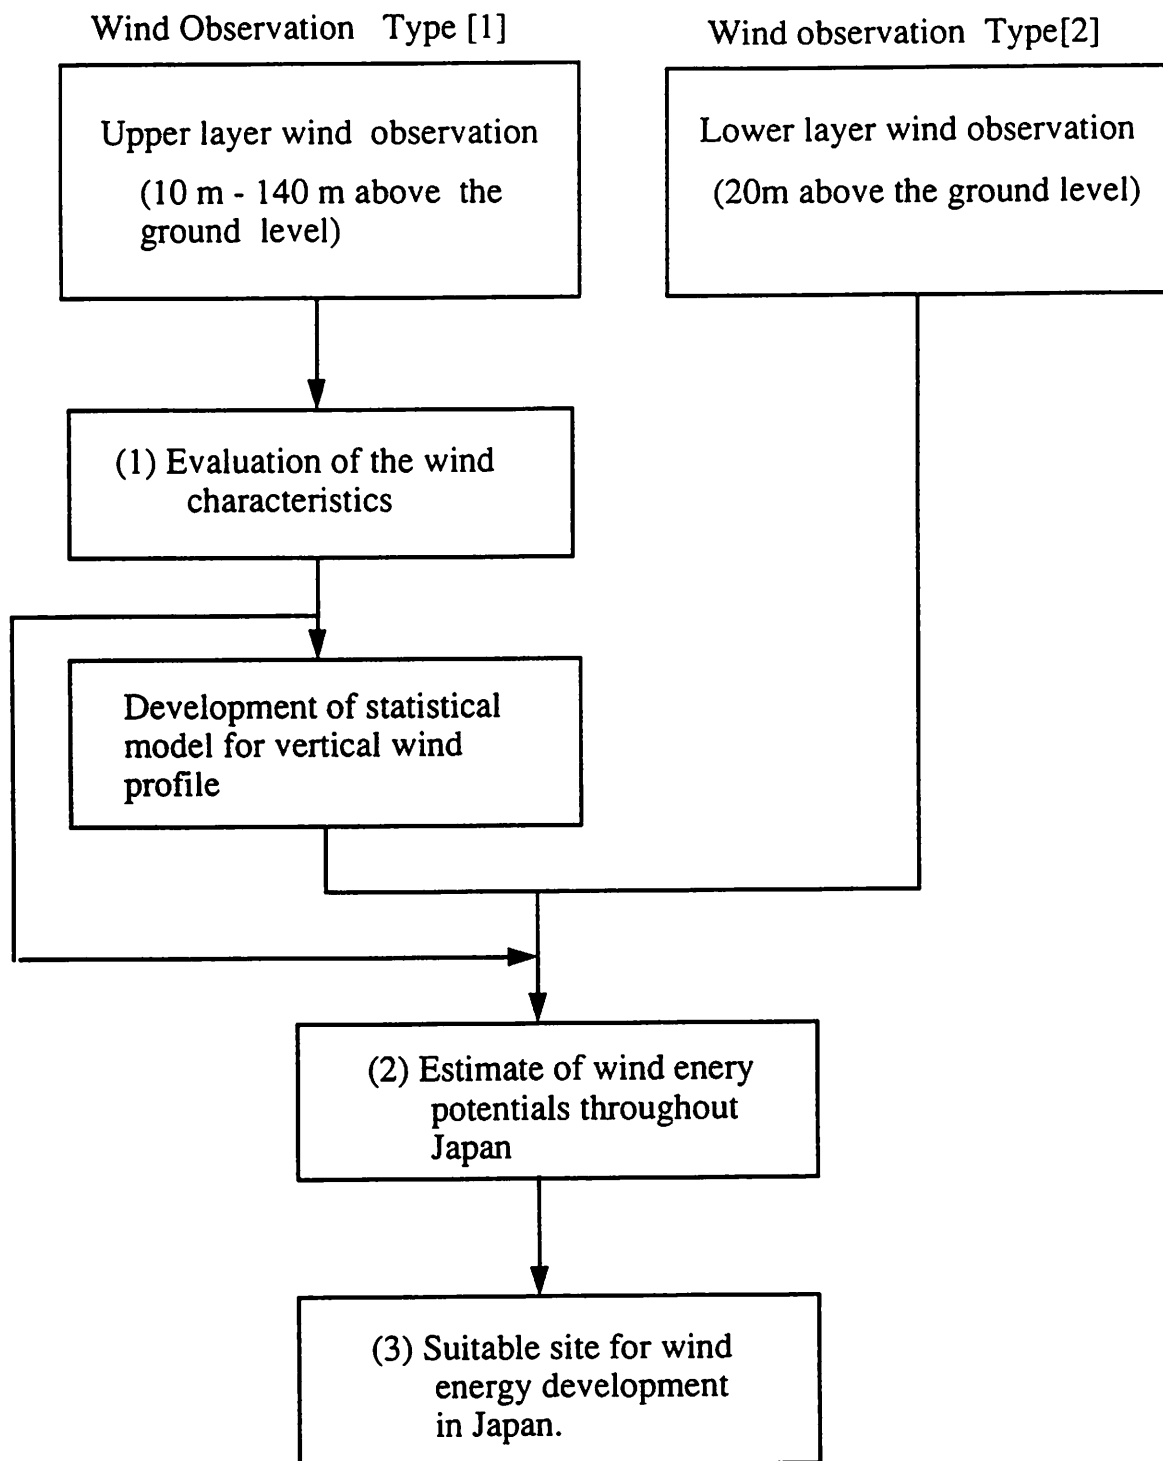 Wind Observation Type [1]
Wind observation Type[2]
Upper layer wind observation
(10 m - 140 m above the
ground level)
Lower layer wind observation
(20m above the ground level)
(1) Evaluation of the wind
characteristics
Development of statistical
model for vertical wind
profile
(2) Estimate of wind enery
potentials throughout
Japan
(3) Suitable site for wind
energy development
in Japan.